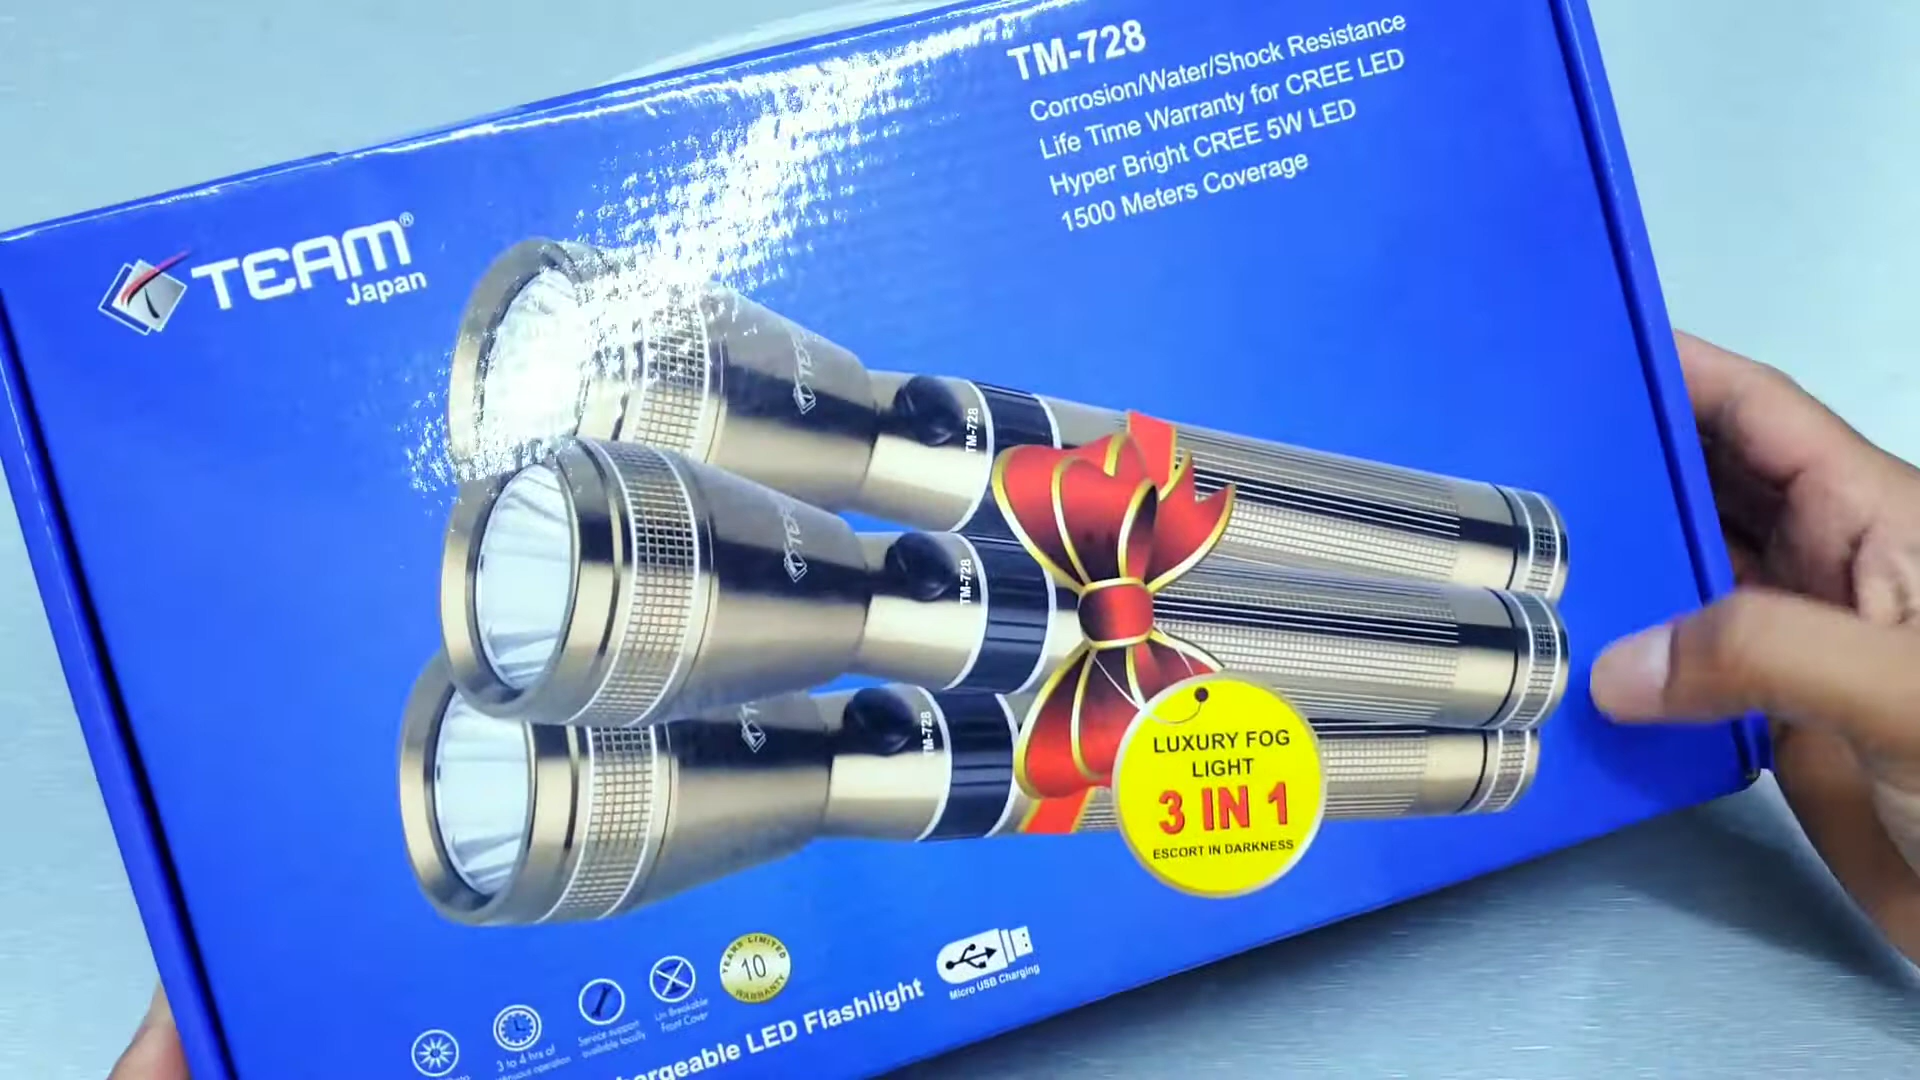 TM-728
Corrosion/Water/Shock Resistance
Life Time Warranty for CREE LED
Hyper Bright CREE 5W LED
1500 Meters Coverage
TEAM®
Japan
TM-728
TM-728
TM-728
LUXURY FOG
LIGHT
3 IN 1
ESCORT IN DARKNESS
YEARS LIMITED
10
WARRANTY
Un Breakable
Front Cover
Service support
available locally
3 to 4 hrs of
operation
LED Flashlight
Micro USB Charging